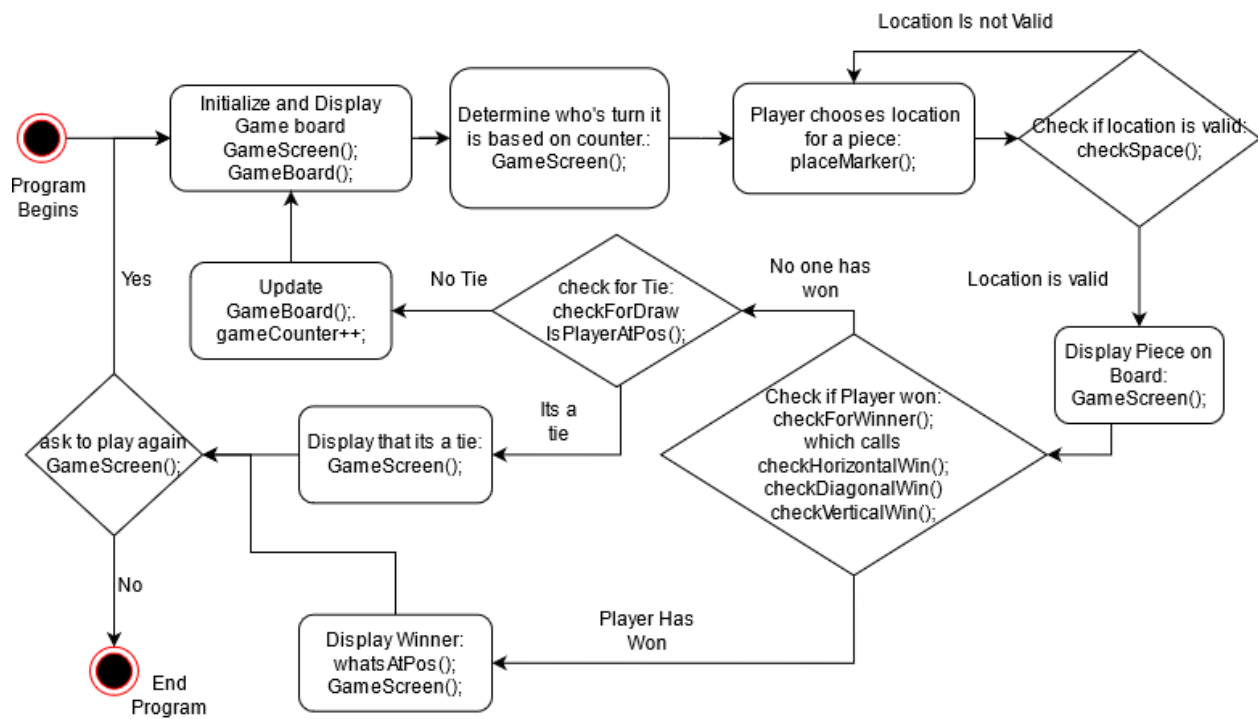 Location Is not Valid
Program
Begins
Initialize and Display
Game board
GameScreen();
GameBoard();
Determine who's turn it
is based on counter.:
GameScreen();
Player chooses location
for a piece:
placeMarker();
Check if location is valid:
checkSpace();
Yes
Update
GameBoard();.
gameCounter++;
No Tie
check for Tie:
checkForDraw
IsPlayerAtPos();
No one has
won
Location is valid
Display Piece on
Board:
GameScreen();
Check if Player won:
checkForWinner();
which calls
checkHorizontalWin();
checkDiagonalWin()
checkVerticalWin();
Its a
tie
Display that its a tie:
GameScreen();
ask to play again
GameScreen();
No
Player Has
Won
Display Winner:
whatsAtPos();
GameScreen();
End
Program